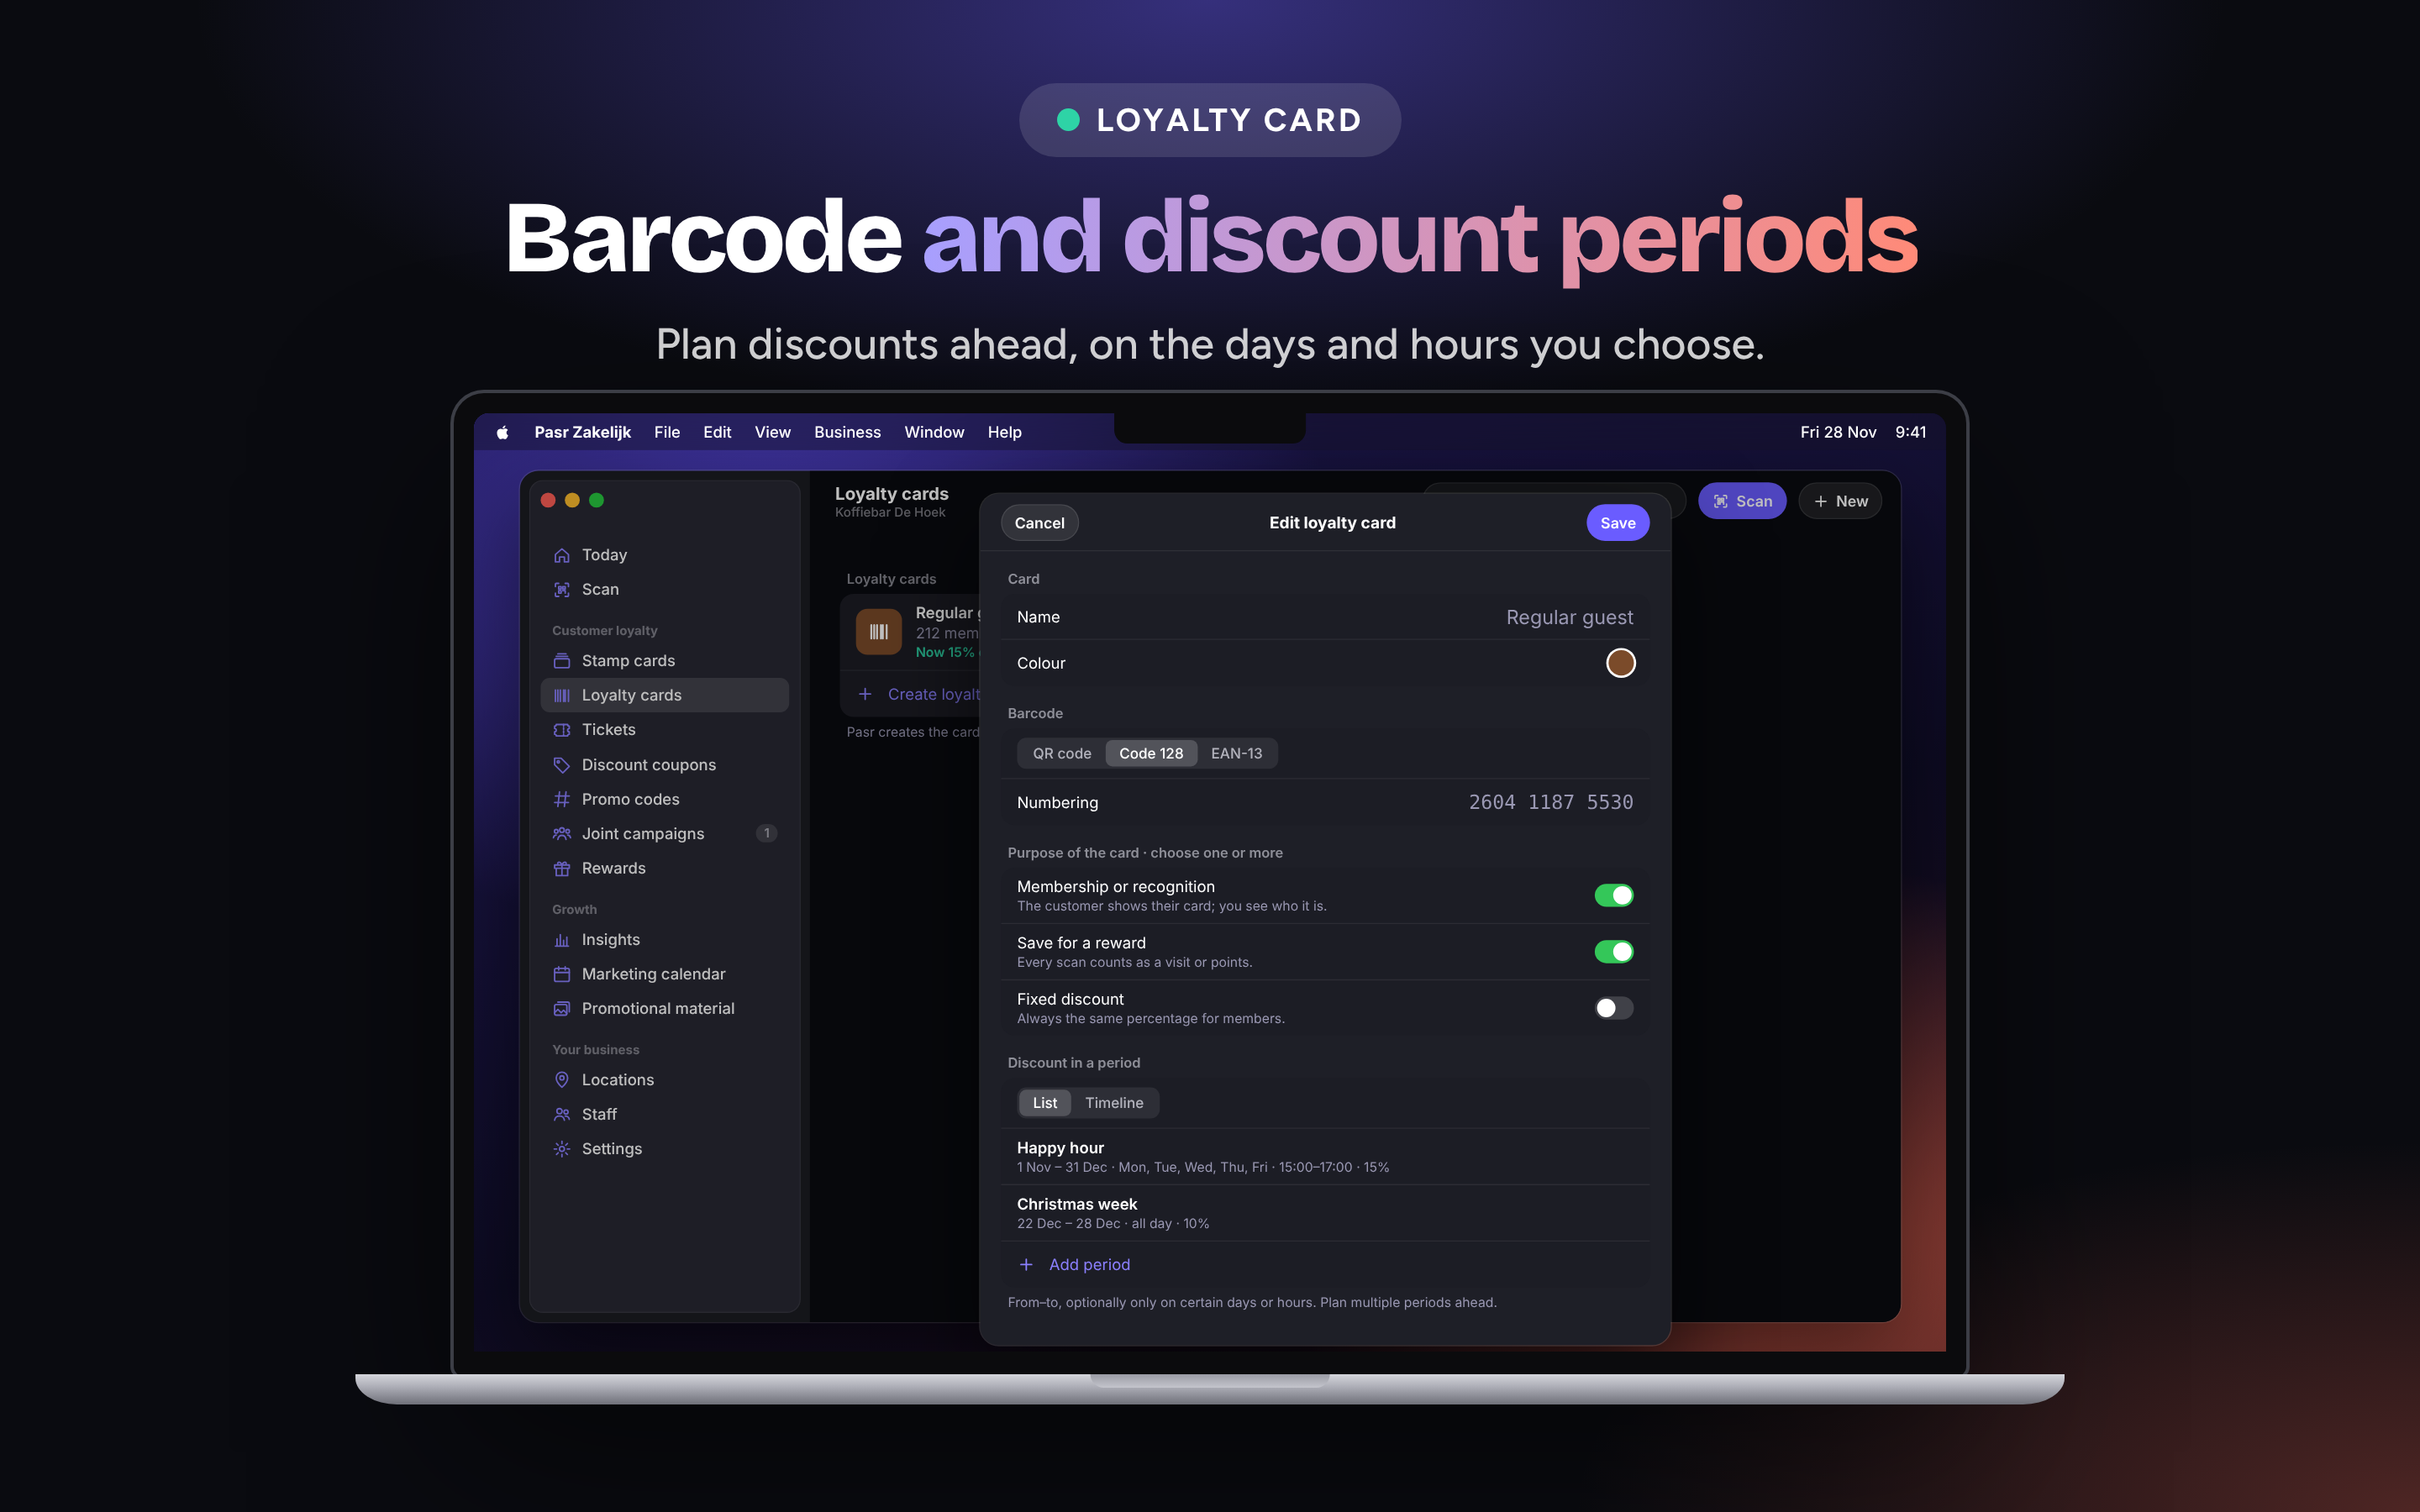 LOYALTY CARD
Barcode and discount periods
Plan discounts ahead, on the days and hours you choose.
Pasr Zakelijk File Edit View Business Window Help
Fri 28 Nov 9:41
Today
Scan
Customer loyalty
Stamp cards
Loyalty cards
Tickets
Discount coupons
Promo codes
Joint campaigns 1
Rewards
Growth
Insights
Marketing calendar
Promotional material
Your business
Locations
Staff
Settings
Loyalty cards
Koffiebar De Hoek
Scan
+ New
Loyalty cards
Regular
212 mem
Now 15%
+ Create loyalt
Pasr creates the card
Cancel
Edit loyalty card
Save
Card
Name Regular guest
Colour
Barcode
QR code Code 128 EAN-13
Numbering 2604 1187 5530
Purpose of the card · choose one or more
Membership or recognition
The customer shows their card; you see who it is.
Save for a reward
Every scan counts as a visit or points.
Fixed discount
Always the same percentage for members.
Discount in a period
List Timeline
Happy hour
1 Nov – 31 Dec · Mon, Tue, Wed, Thu, Fri · 15:00–17:00 · 15%
Christmas week
22 Dec – 28 Dec · all day · 10%
+ Add period
From–to, optionally only on certain days or hours. Plan multiple periods ahead.